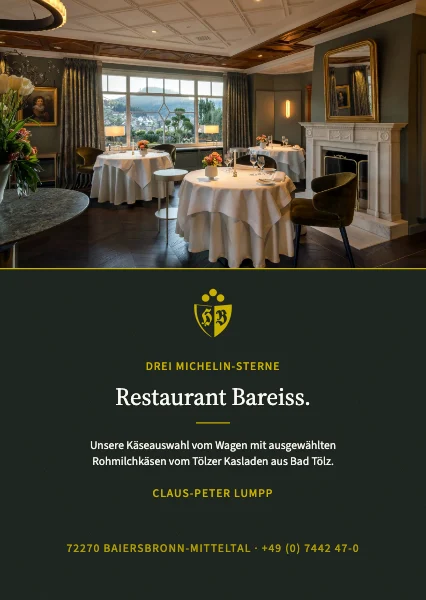 HB
DREI MICHELIN-STERNE
Restaurant Bareiss.
Unsere Käseauswahl vom Wagen mit ausgewählten
Rohmilchkäsen vom Tölzer Kasladen aus Bad Tölz.
CLAUS-PETER LUMPP
72270 BAIERSBRONN-MITTELTAL · +49 (0) 7442 47-0